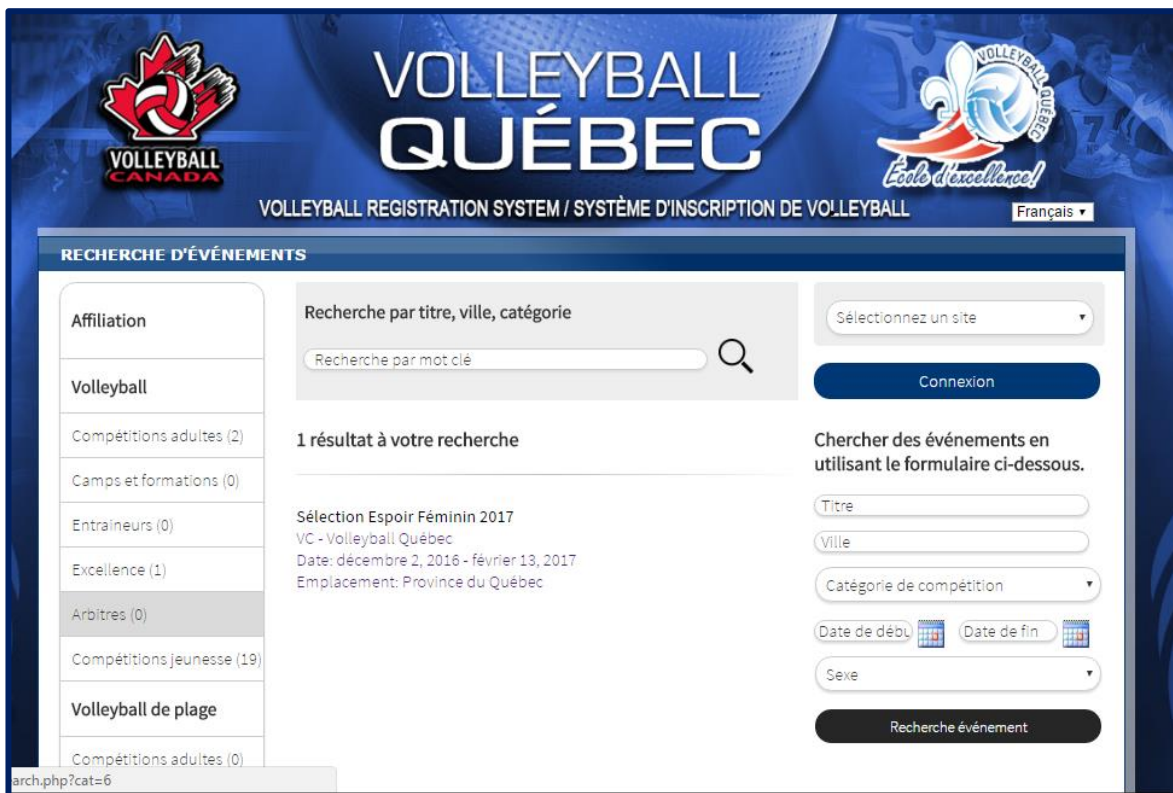 VOLLEYBALL
CANADA
VOLLEYBALL
QUÉBEC
VOLLEYBALL QUÉBEC
École d'excellence!
VOLLEYBALL REGISTRATION SYSTEM / SYSTÈME D'INSCRIPTION DE VOLLEYBALL
Français
RECHERCHE D'ÉVÉNEMENTS
Affiliation
Volleyball
Compétitions adultes (2)
Camps et formations (0)
Entraineurs (0)
Excellence (1)
Arbitres (0)
Compétitions jeunesse (19)
Volleyball de plage
Compétitions adultes (0)
arch.php?cat=6
Recherche par titre, ville, catégorie
Recherche par mot clé
1 résultat à votre recherche
Sélection Espoir Féminin 2017
VC - Volleyball Québec
Date: décembre 2, 2016 - février 13, 2017
Emplacement: Province du Québec
Sélectionnez un site
Connexion
Chercher des événements en
utilisant le formulaire ci-dessous.
Titre
Ville
Catégorie de compétition
Date de débu
Date de fin
Sexe
Recherche événement